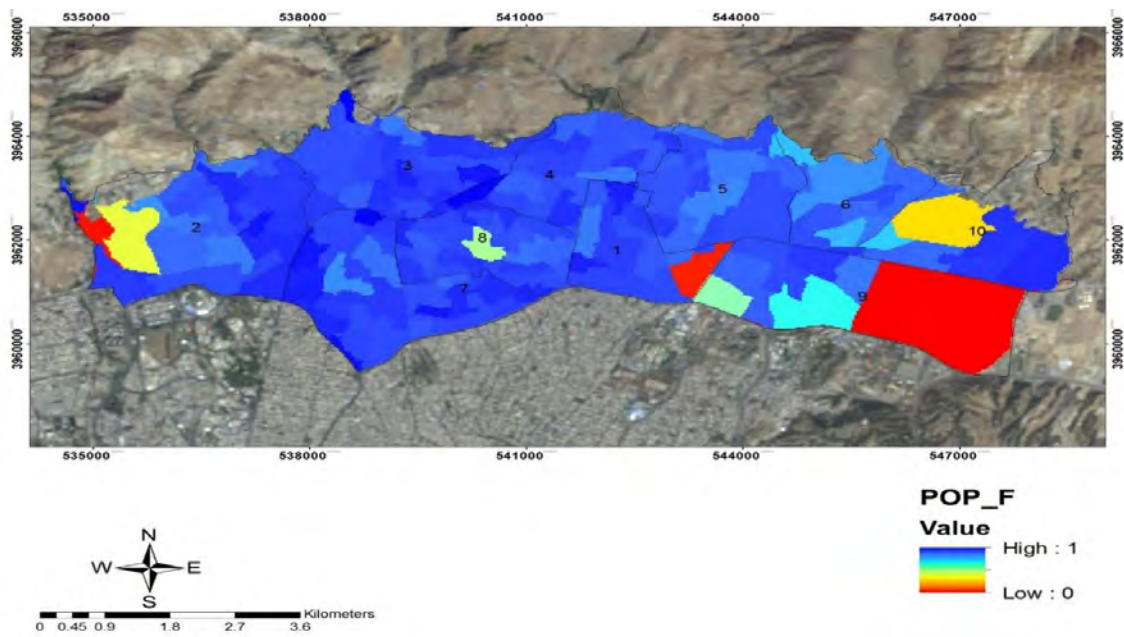 535000 538000 541000 544000 547000
3966000 3966000
3964000 3964000
3 4 5
2 6
8 1 10
3962000 3962000
7 9
3960000 3960000
535000 538000 541000 544000 547000
POP_F
Value
High : 1
Low : 0
N
W E
S
Kilometers
0 0.45 0.9 1.8 2.7 3.6